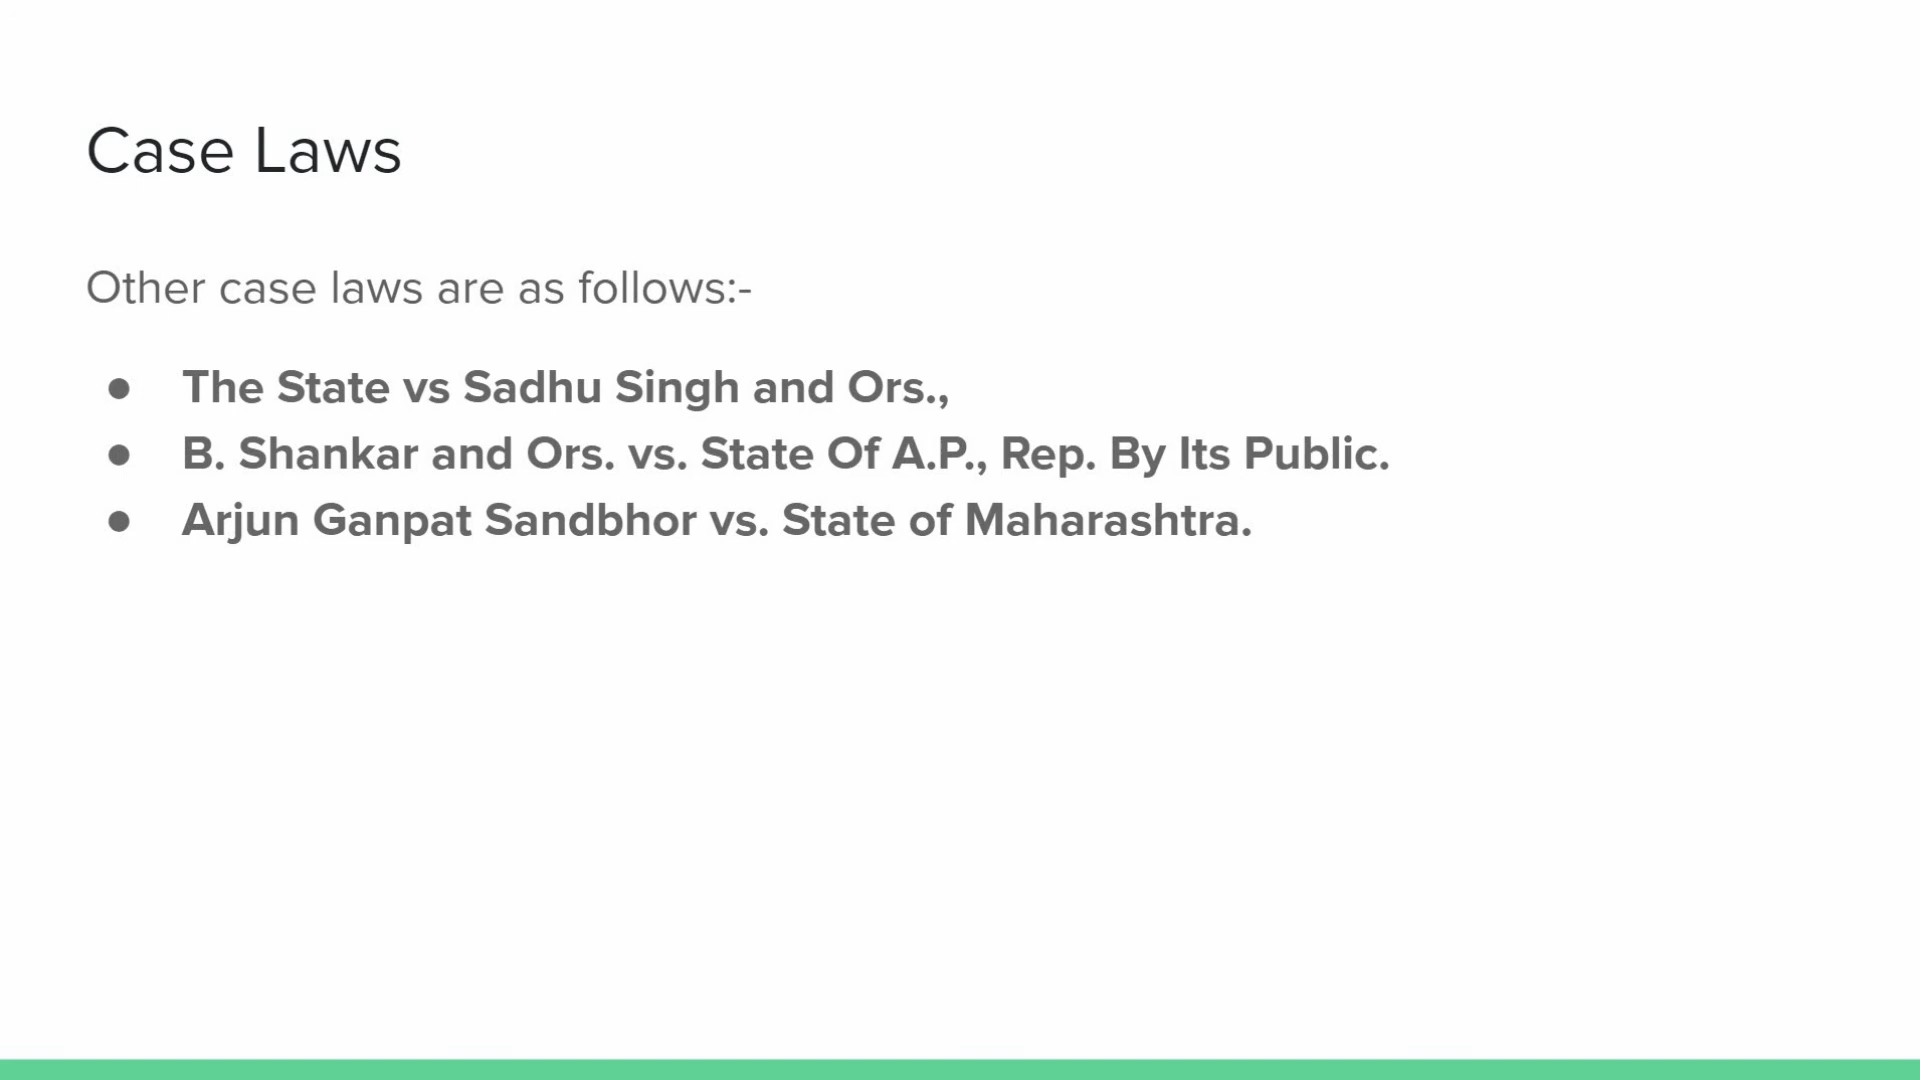 Case Laws
Other case laws are as follows:-
● The State vs Sadhu Singh and Ors.,
● B. Shankar and Ors. vs. State Of A.P., Rep. By Its Public.
● Arjun Ganpat Sandbhor vs. State of Maharashtra.